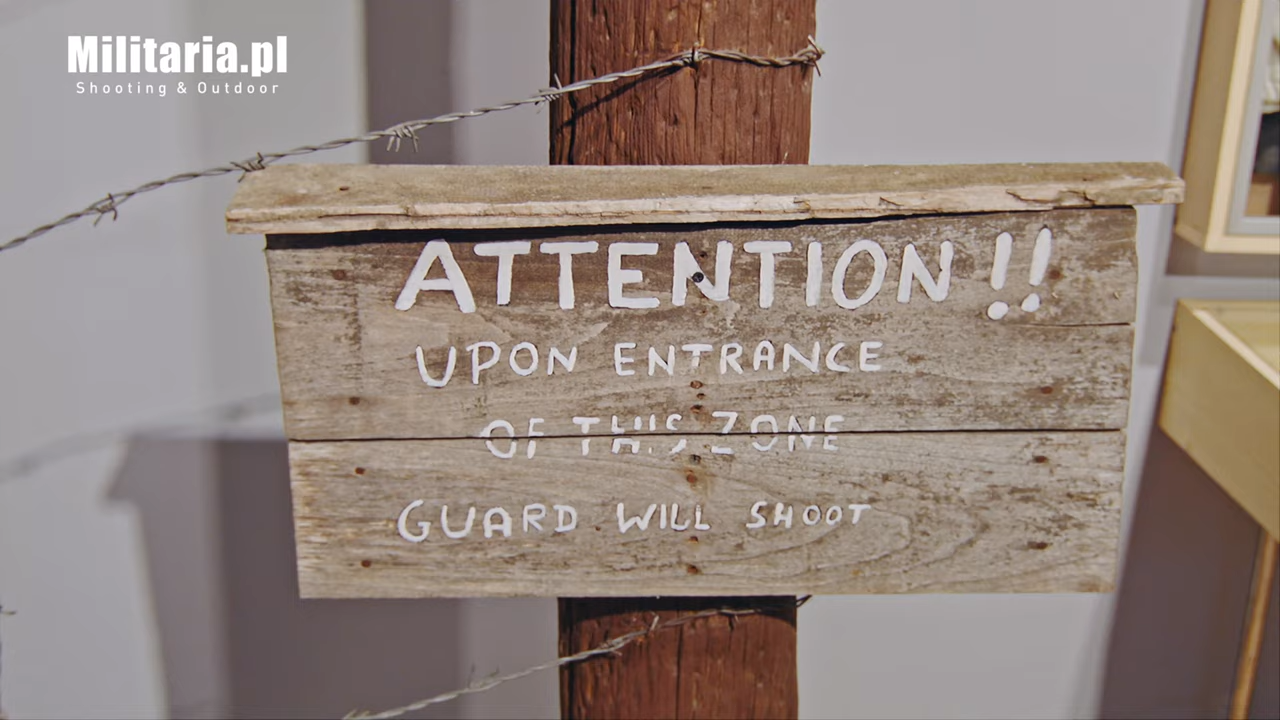 Militaria.pl
Shooting & Outdoor
ATTENTION!!
UPON ENTRANCE
OF THIS ZONE
GUARD WILL SHOOT